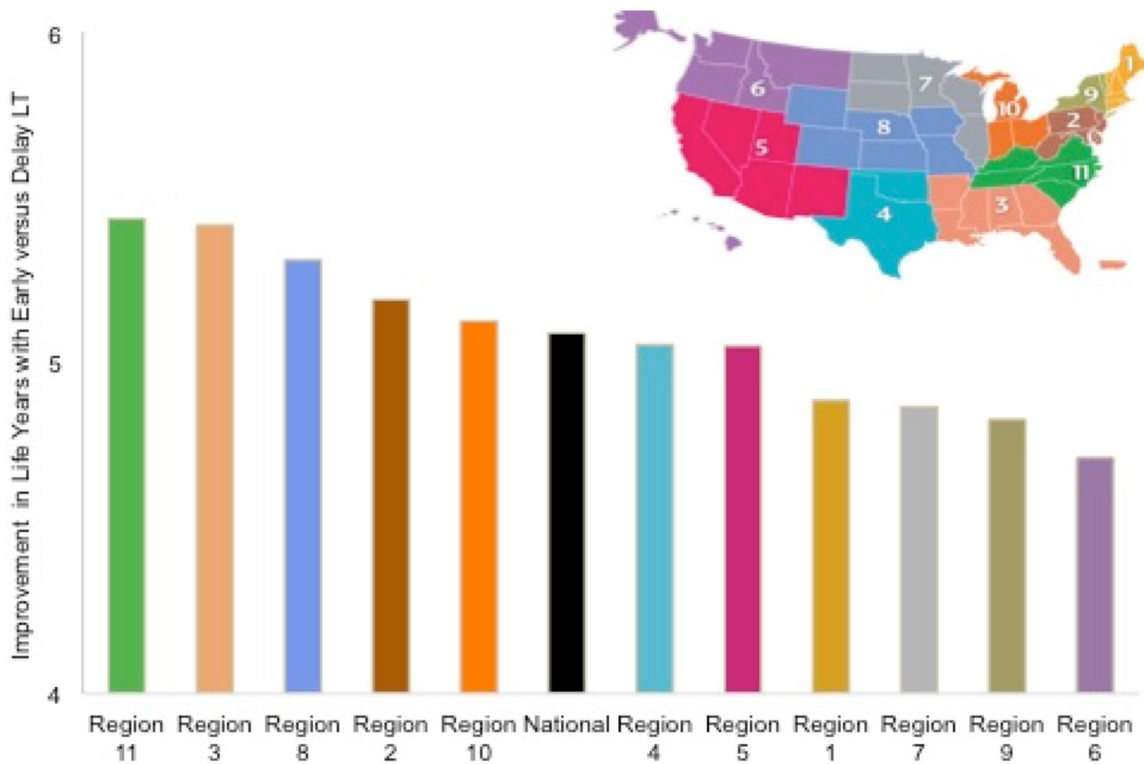 Improvement in Life Years with Early versus Delay LT
6
5
4
1
2
3
4
5
6
7
8
9
10
11
Region 11
Region 3
Region 8
Region 2
Region 10
National
Region 4
Region 5
Region 1
Region 7
Region 9
Region 6